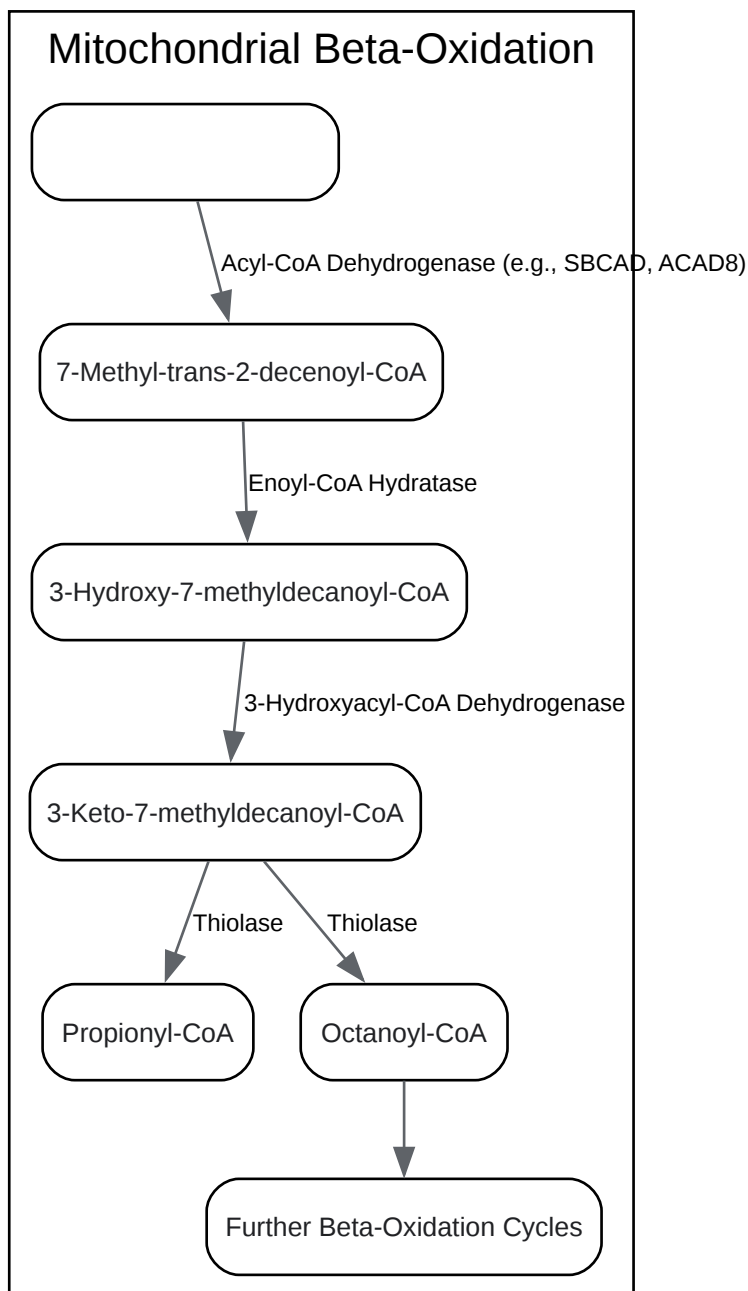 Mitochondrial Beta-Oxidation
Acyl-CoA Dehydrogenase (e.g., SBCAD, ACAD8)
7-Methyl-trans-2-decenoyl-CoA
Enoyl-CoA Hydratase
3-Hydroxy-7-methyldecanoyl-CoA
3-Hydroxyacyl-CoA Dehydrogenase
3-Keto-7-methyldecanoyl-CoA
Thiolase
Thiolase
Propionyl-CoA
Octanoyl-CoA
Further Beta-Oxidation Cycles